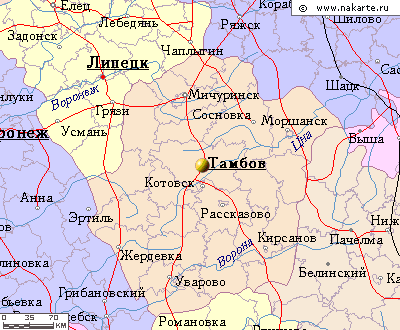 © www.nakarte.ru
Елец
Лебедянь
Ряжск
Шилово
Задонск
Чаплыгин
Липецк
Шацк
Мичуринск
Воронеж
Грязи
Сосновка
Моршанск
Усмань
Цна
Выша
Тамбов
Котовск
Анна
Эртиль
Рассказово
Ворона
Кирсанов
Пачелма
Жердевка
Белинский
Уварово
Грибановский
Романовка
0 35 70
КМ